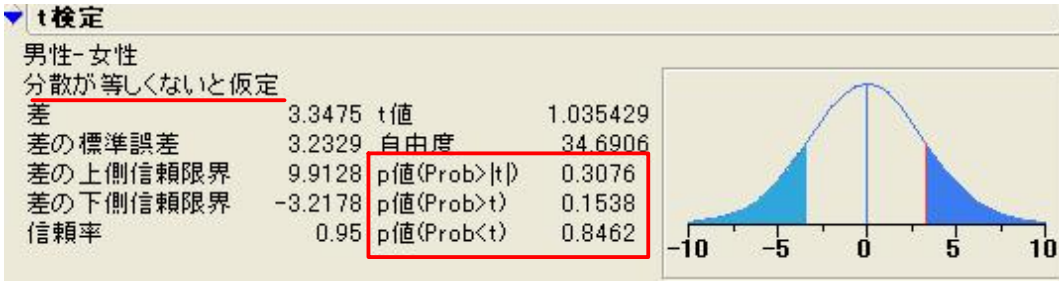 t検定
男性-女性
分散が等しくないと仮定
差 3.3475 t値 1.035429
差の標準誤差 3.2329 自由度 34.6906
差の上側信頼限界 9.9128 p値(Prob>|t|) 0.3076
差の下側信頼限界 -3.2178 p値(Prob>t) 0.1538
信頼率 0.95 p値(Prob<t) 0.8462
-10 -5 0 5 10